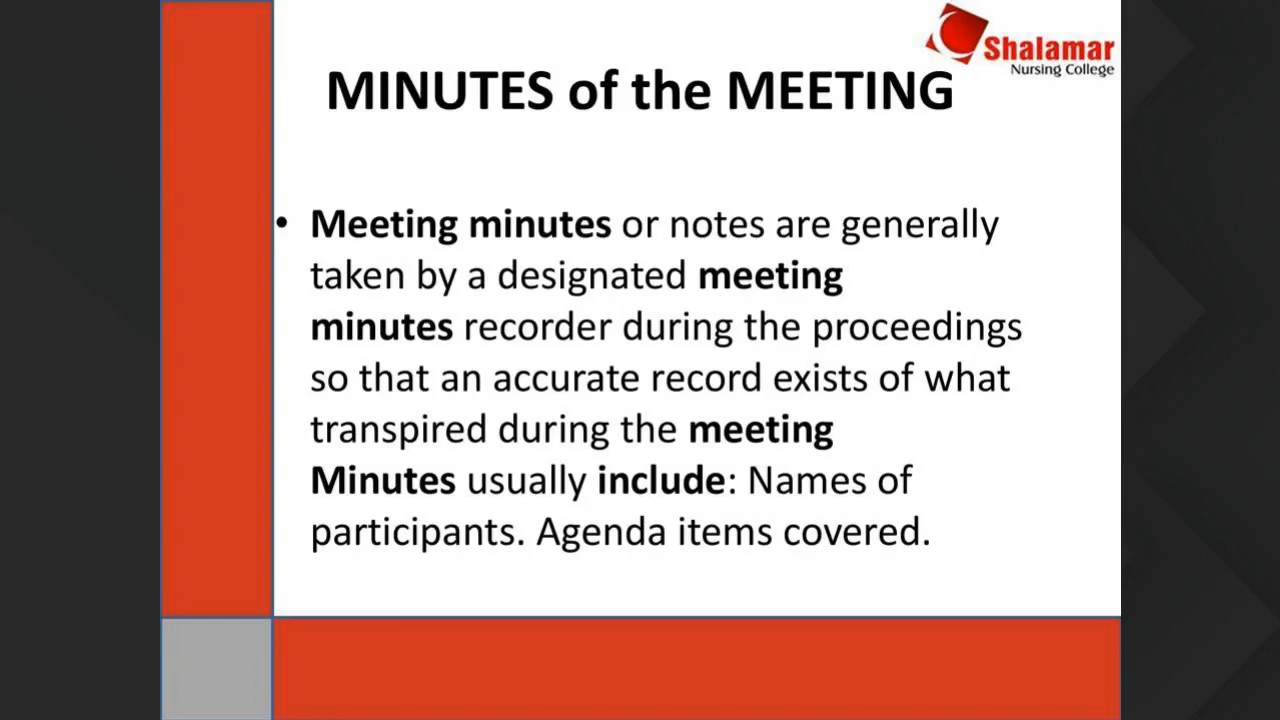 Shalamar
Nursing College
MINUTES of the MEETING
• Meeting minutes or notes are generally
taken by a designated meeting
minutes recorder during the proceedings
so that an accurate record exists of what
transpired during the meeting
Minutes usually include: Names of
participants. Agenda items covered.